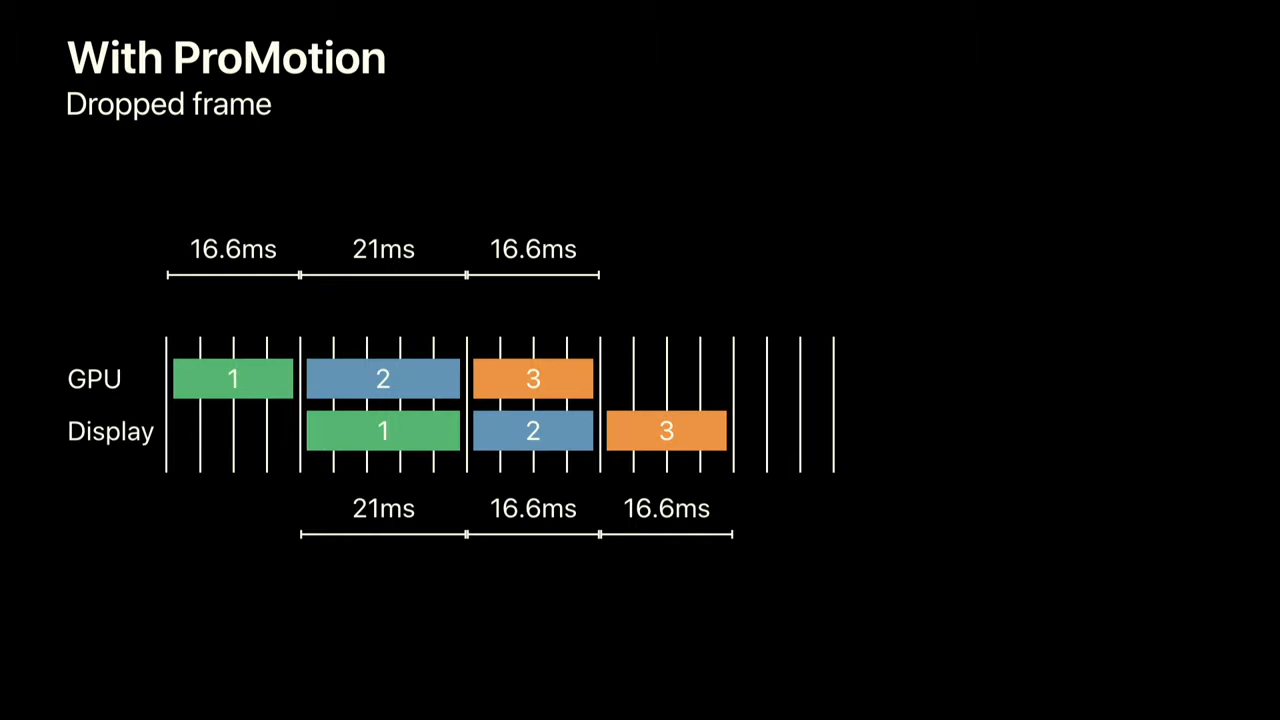 With ProMotion
Dropped frame
16.6ms 21ms 16.6ms
GPU 1 2 3
Display 1 2 3
21ms 16.6ms 16.6ms